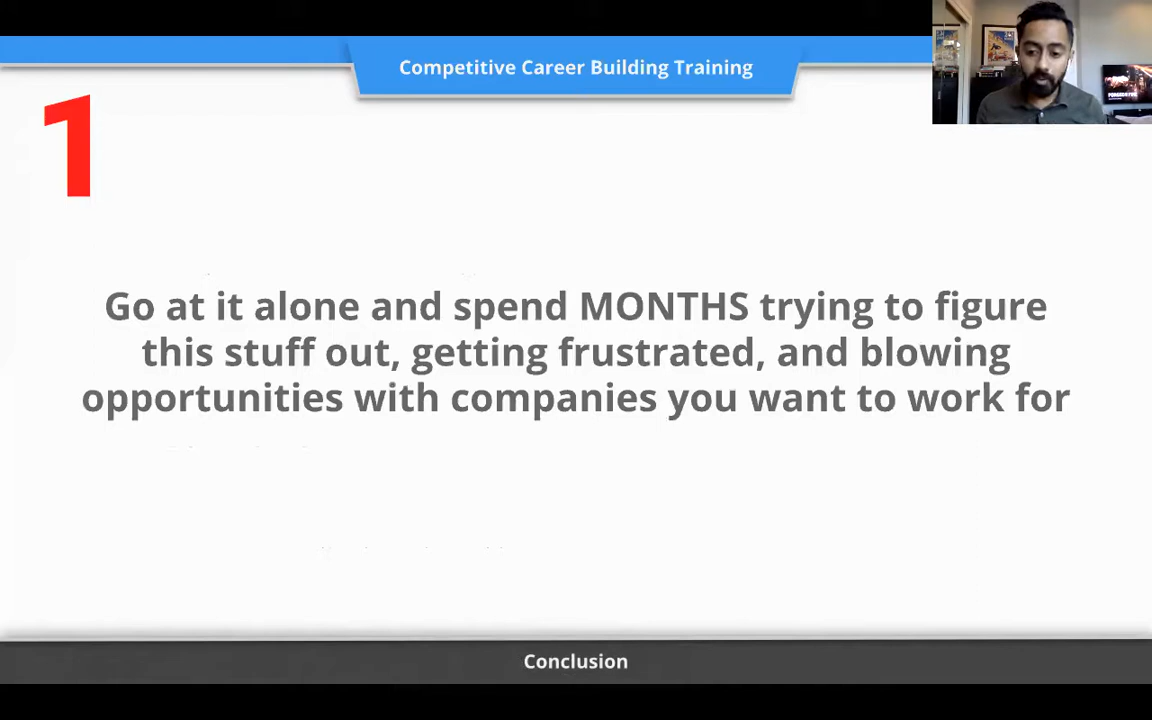 Competitive Career Building Training
1
Go at it alone and spend MONTHS trying to figure
this stuff out, getting frustrated, and blowing
opportunities with companies you want to work for
Conclusion